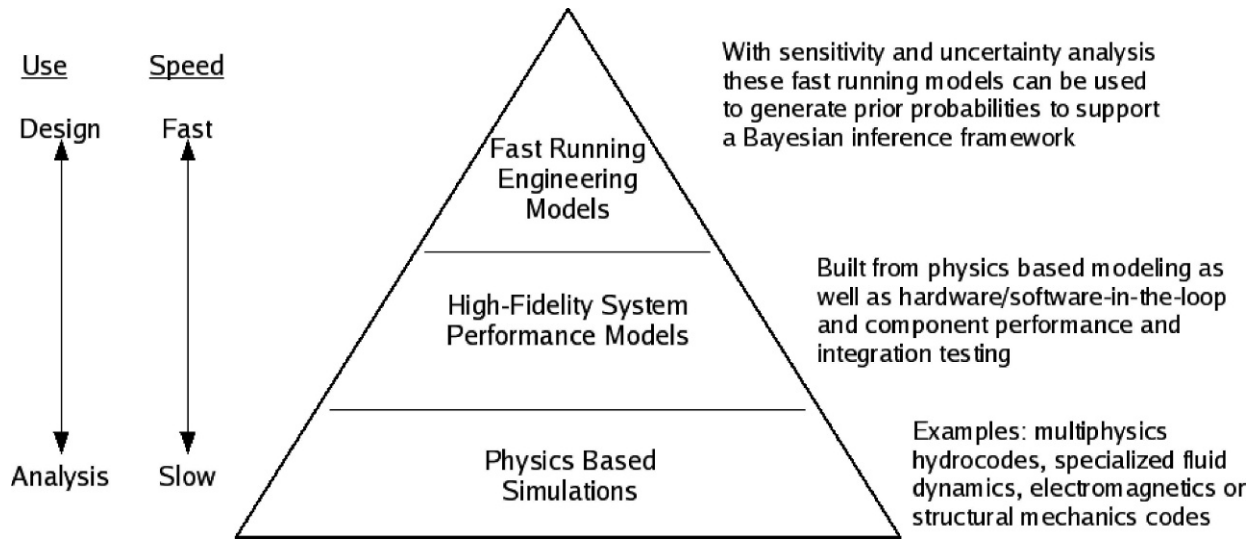 Use
Speed
Design
Fast
Analysis
Slow
Fast Running
Engineering
Models
With sensitivity and uncertainty analysis
these fast running models can be used
to generate prior probabilities to support
a Bayesian inference framework
High-Fidelity System
Performance Models
Built from physics based modeling as
well as hardware/software-in-the-loop
and component performance and
integration testing
Physics Based
Simulations
Examples: multiphysics
hydrocodes, specialized fluid
dynamics, electromagnetics or
structural mechanics codes